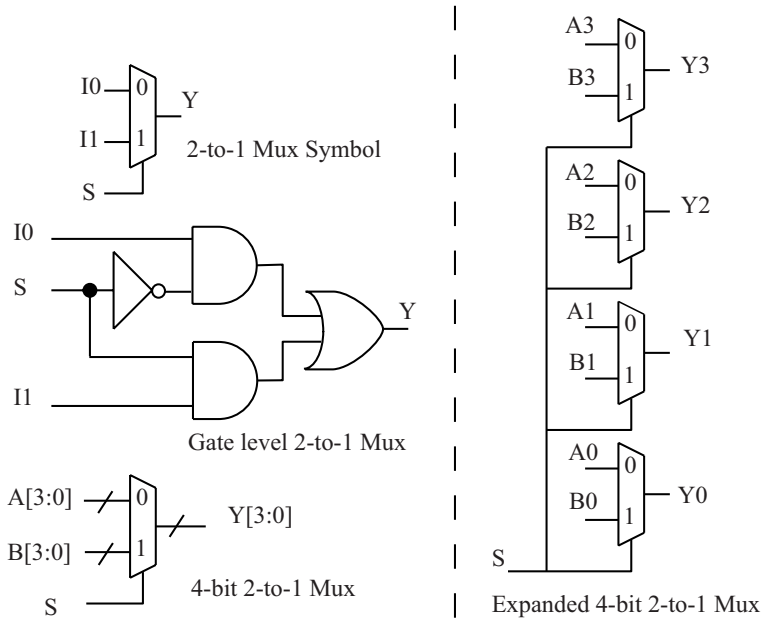 I0
0
Y
I1
1
2-to-1 Mux Symbol
S
I0
S
Y
I1
Gate level 2-to-1 Mux
A[3:0]
0
Y[3:0]
B[3:0]
1
4-bit 2-to-1 Mux
S
A3
0
Y3
B3
1
A2
0
Y2
B2
1
A1
0
Y1
B1
1
A0
0
Y0
B0
1
S
Expanded 4-bit 2-to-1 Mux